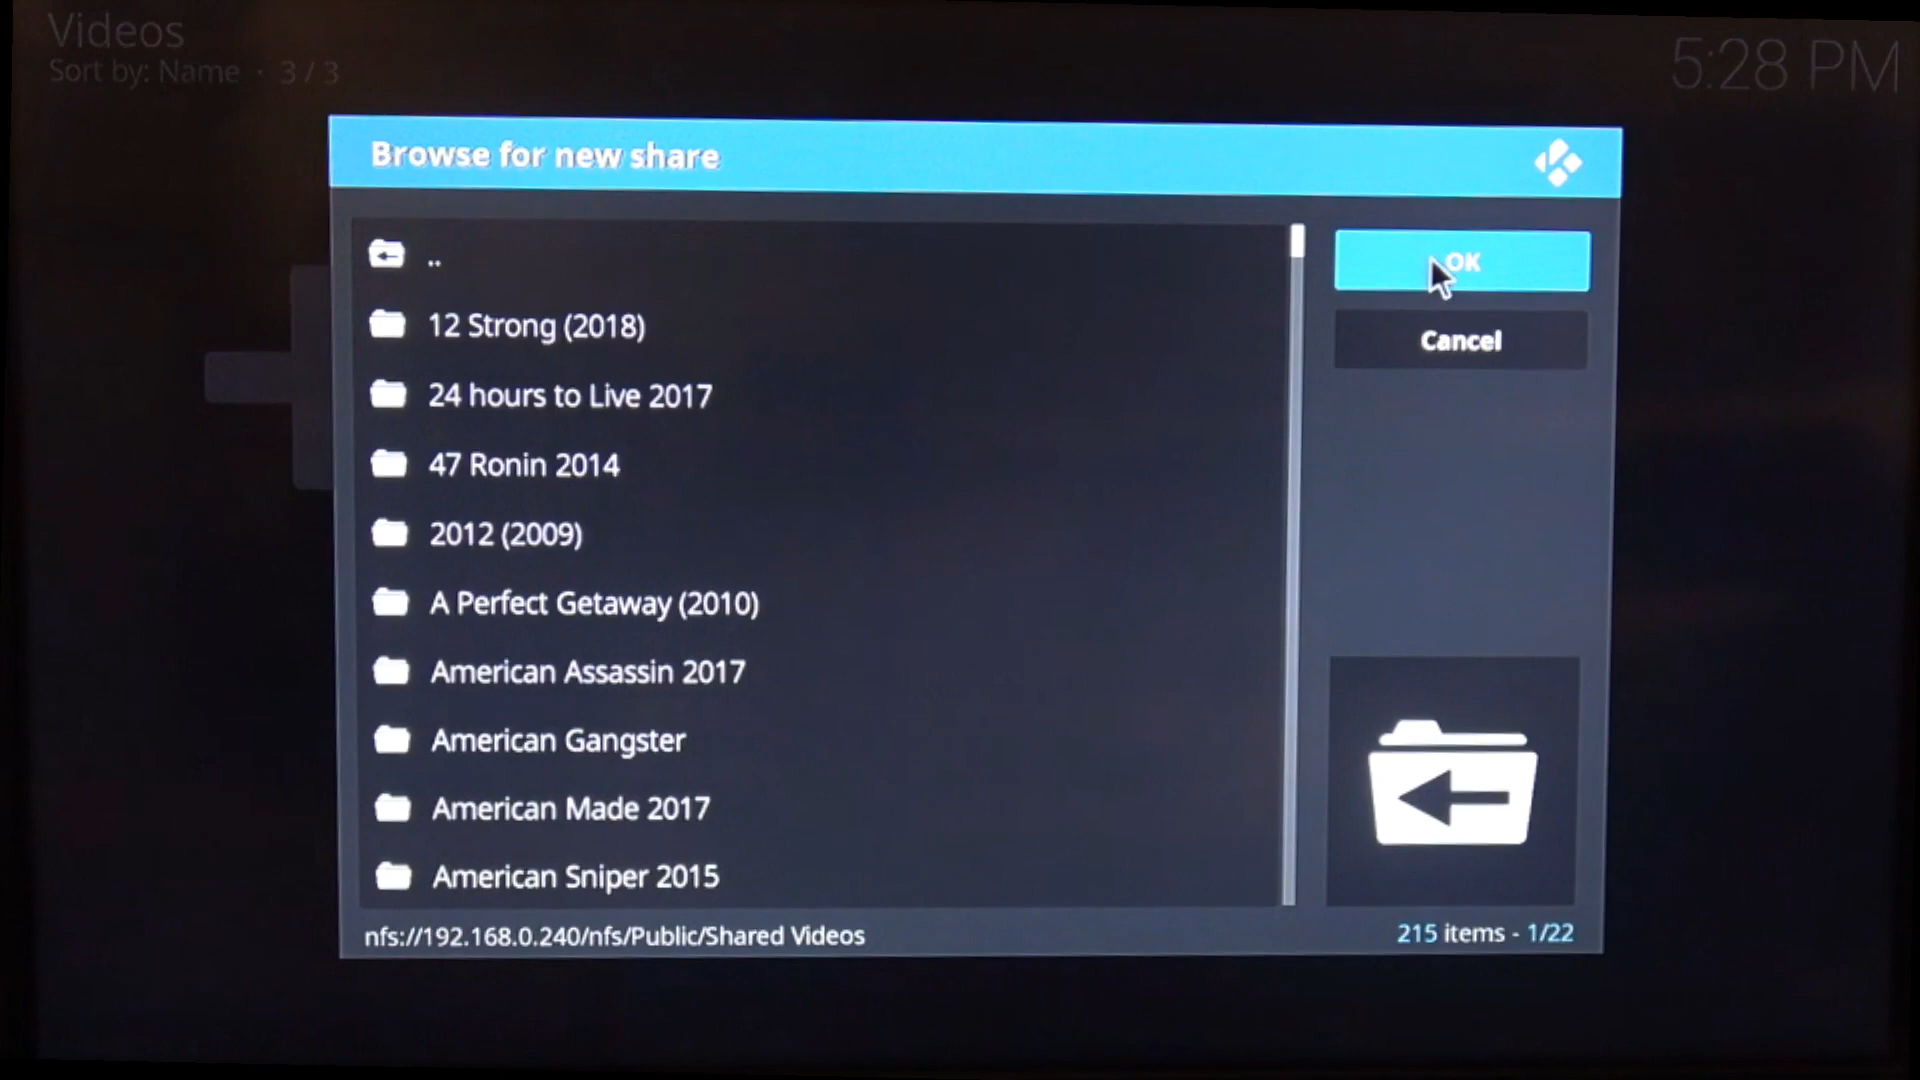 Videos
Sort by: Name · 3 / 3
5:28 PM
Browse for new share
..
12 Strong (2018)
24 hours to Live 2017
47 Ronin 2014
2012 (2009)
A Perfect Getaway (2010)
American Assassin 2017
American Gangster
American Made 2017
American Sniper 2015
OK
Cancel
nfs://192.168.0.240/nfs/Public/Shared Videos
215 items - 1/22